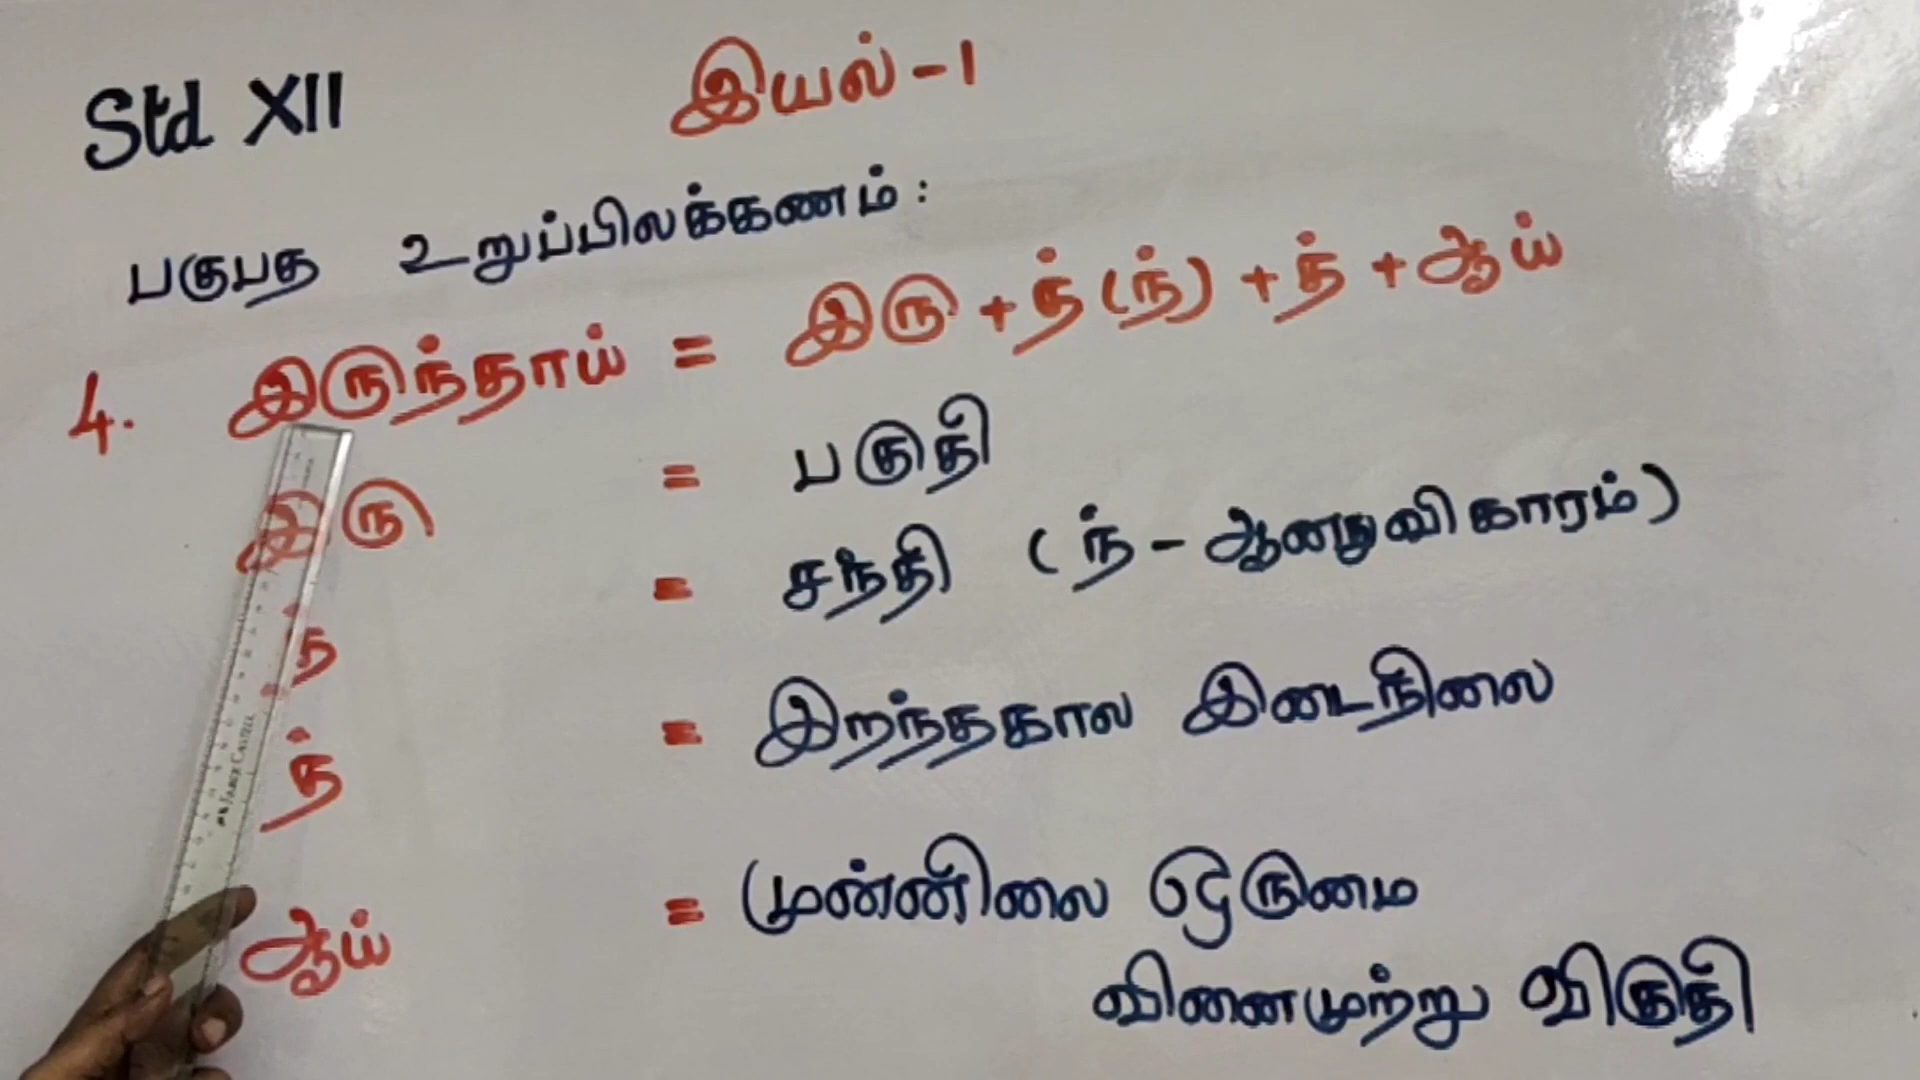 Std XII
இயல் - 1
பகுபத உறுப்பிலக்கணம் :
4. இருந்தாய் = இரு + த் (ந்) + த் + ஆய்
இரு = பகுதி
த் = சந்தி (ந் - ஆனது விகாரம்)
த் = இறந்தகால இடைநிலை
ஆய் = முன்னிலை ஒருமை
வினைமுற்று விகுதி